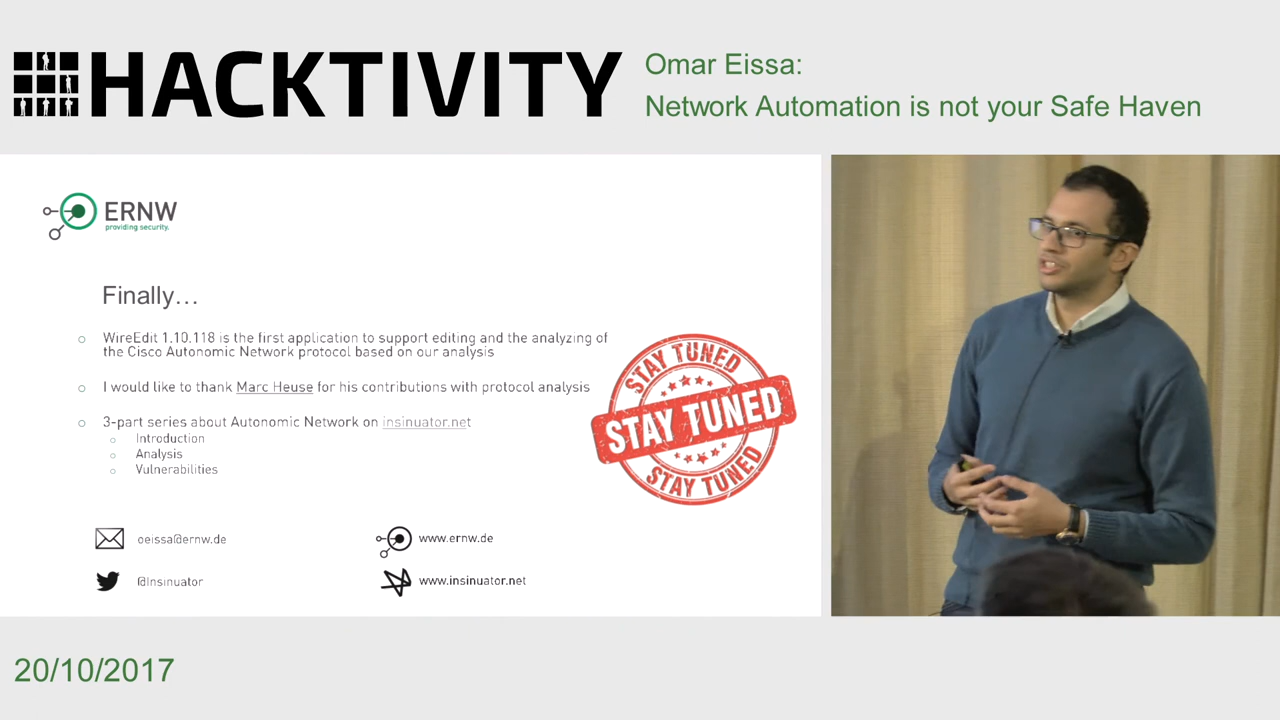 HACKTIVITY
Omar Eissa:
Network Automation is not your Safe Haven
ERNW
providing security.
Finally...
WireEdit 1.10.118 is the first application to support editing and the analyzing of
the Cisco Autonomic Network protocol based on our analysis
I would like to thank Marc Heuse for his contributions with protocol analysis
3-part series about Autonomic Network on insinuator.net
Introduction
Analysis
Vulnerabilities
STAY TUNED
STAY TUNED
STAY TUNED
oeissa@ernw.de
www.ernw.de
@Insinuator
www.insinuator.net
20/10/2017